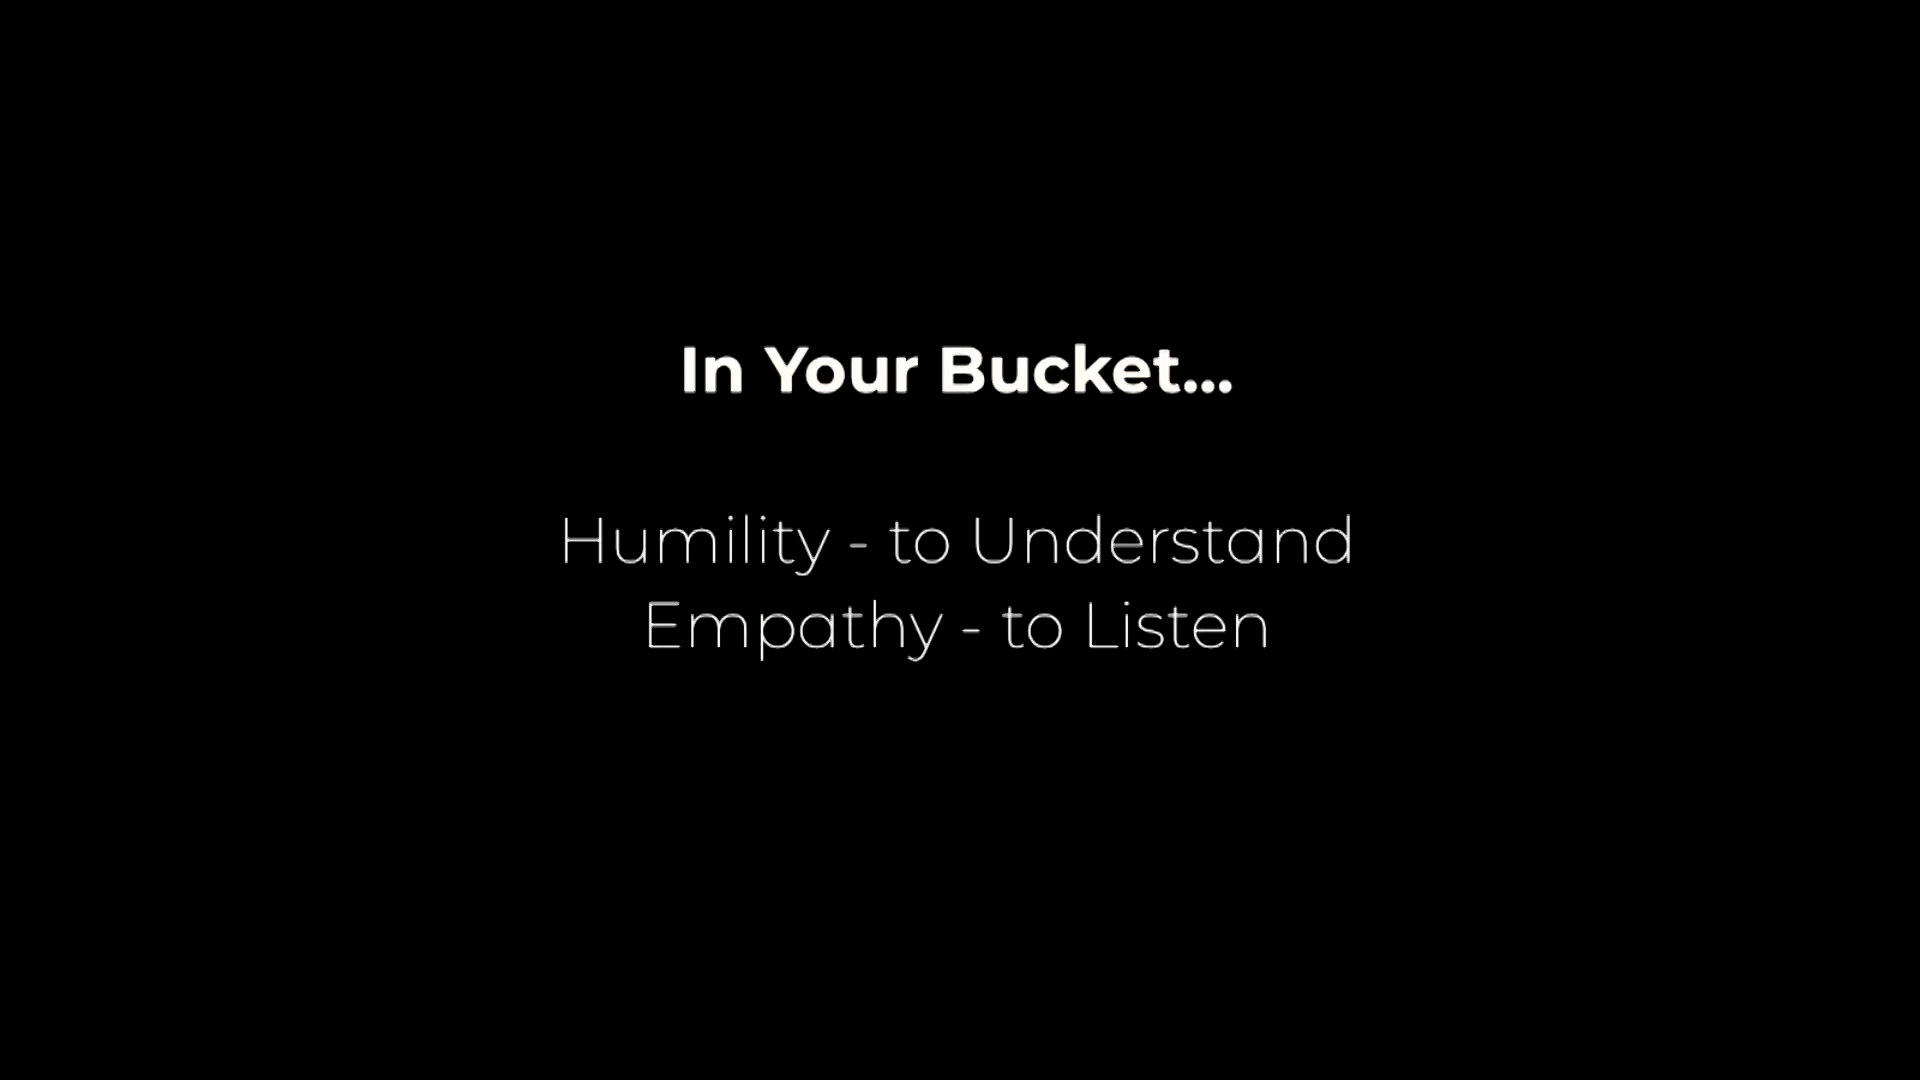 In Your Bucket...
Humility - to Understand
Empathy - to Listen